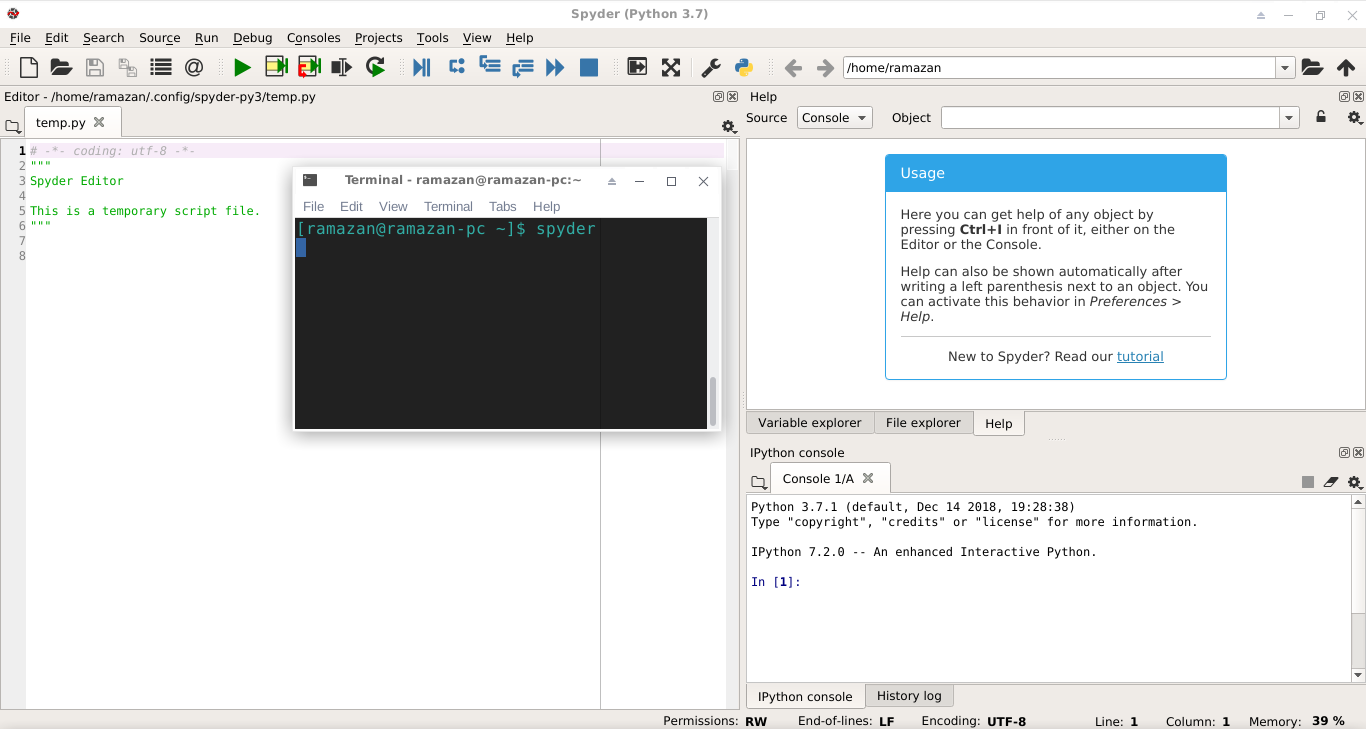 Spyder (Python 3.7)
File Edit Search Source Run Debug Consoles Projects Tools View Help
/home/ramazan
Editor - /home/ramazan/.config/spyder-py3/temp.py
temp.py
1 # -*- coding: utf-8 -*-
2 """
3 Spyder Editor
4
5 This is a temporary script file.
6 """
7
8
Terminal - ramazan@ramazan-pc:~
File Edit View Terminal Tabs Help
[ramazan@ramazan-pc ~]$ spyder
Help
Source Console Object
Usage
Here you can get help of any object by
pressing Ctrl+I in front of it, either on the
Editor or the Console.
Help can also be shown automatically after
writing a left parenthesis next to an object. You
can activate this behavior in Preferences >
Help.
New to Spyder? Read our tutorial
Variable explorer File explorer Help
IPython console
Console 1/A
Python 3.7.1 (default, Dec 14 2018, 19:28:38)
Type "copyright", "credits" or "license" for more information.
IPython 7.2.0 -- An enhanced Interactive Python.
In [1]:
IPython console History log
Permissions: RW End-of-lines: LF Encoding: UTF-8 Line: 1 Column: 1 Memory: 39 %